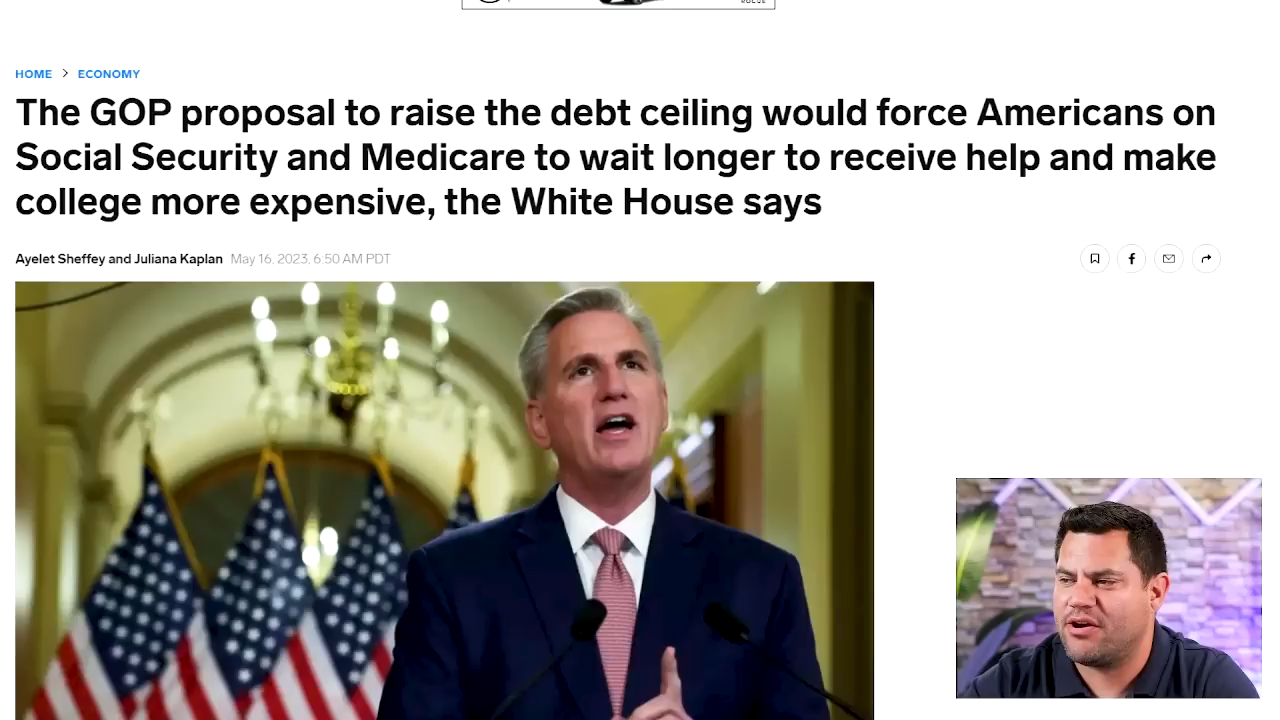 HOME > ECONOMY
The GOP proposal to raise the debt ceiling would force Americans on
Social Security and Medicare to wait longer to receive help and make
college more expensive, the White House says
Ayelet Sheffey and Juliana Kaplan May 16, 2023, 6:50 AM PDT